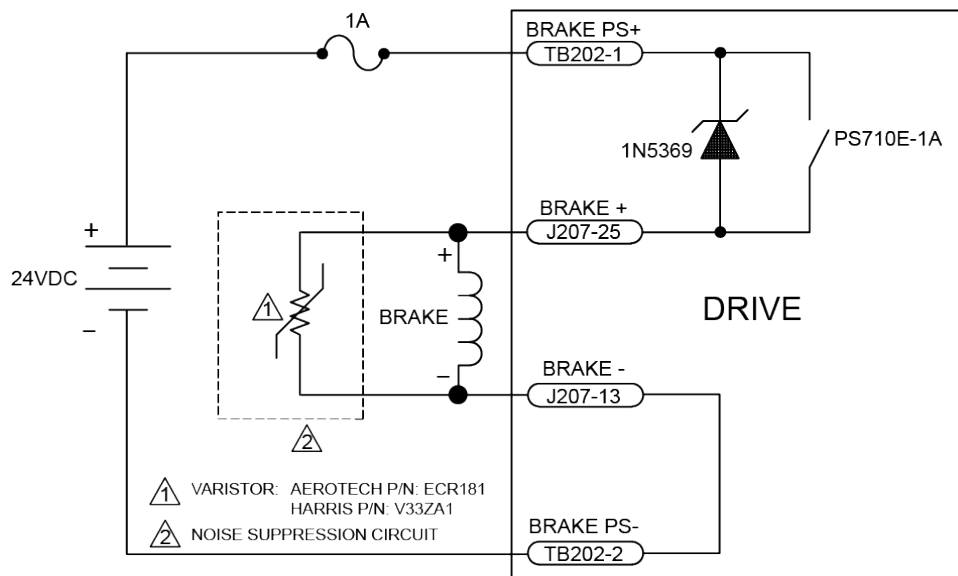 1A
BRAKE PS+
TB202-1
1N5369
PS710E-1A
BRAKE +
J207-25
+
24VDC
−
1
+
BRAKE
−
DRIVE
BRAKE -
J207-13
2
1 VARISTOR: AEROTECH P/N: ECR181
HARRIS P/N: V33ZA1
2 NOISE SUPPRESSION CIRCUIT
BRAKE PS-
TB202-2